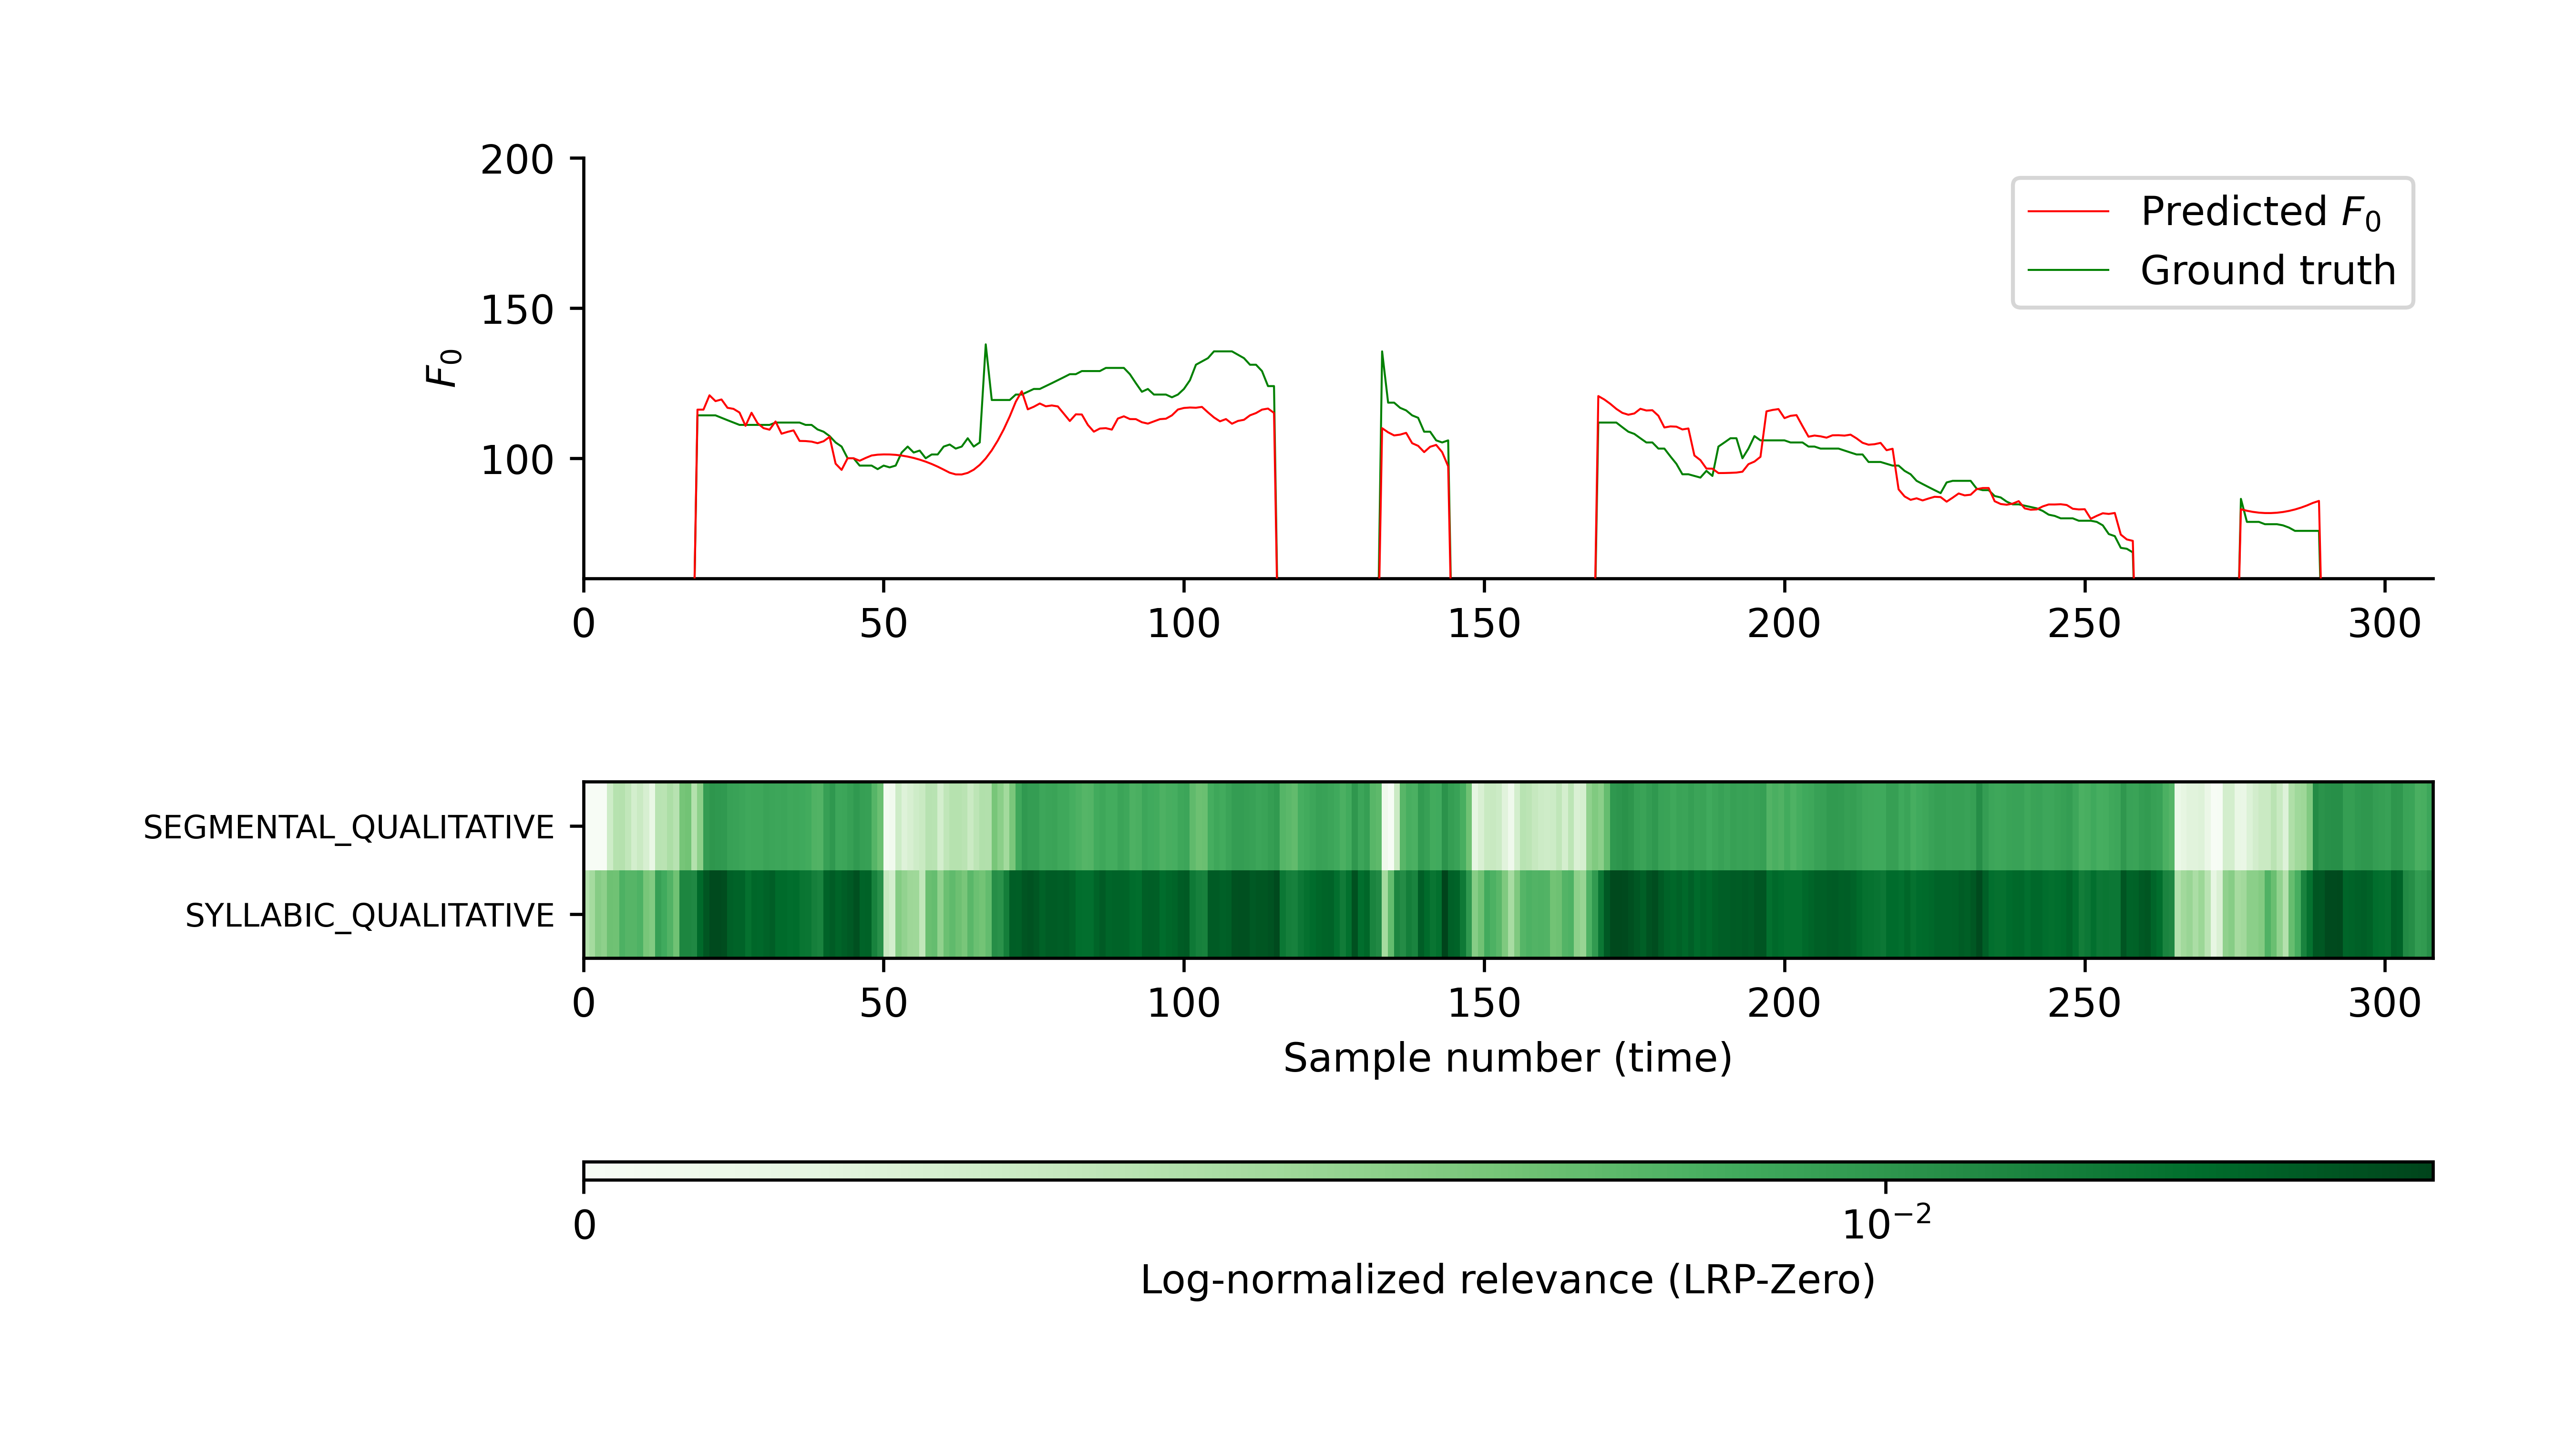 200
150
100
F₀
Predicted F₀
Ground truth
0 50 100 150 200 250 300
SEGMENTAL_QUALITATIVE
SYLLABIC_QUALITATIVE
0 50 100 150 200 250 300
Sample number (time)
0 10⁻²
Log-normalized relevance (LRP-Zero)